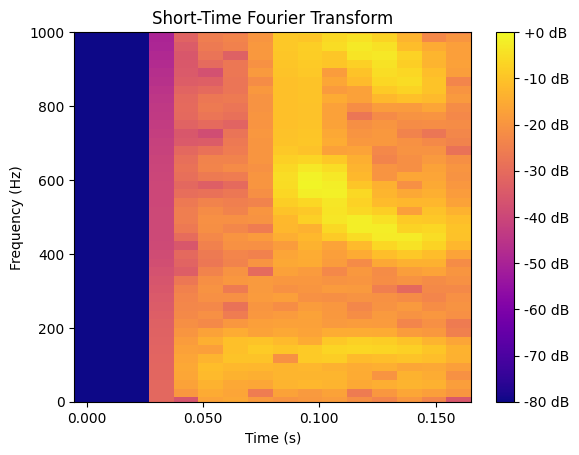 Short-Time Fourier Transform
1000
800
600
400
200
0
Frequency (Hz)
0.000
0.050
0.100
0.150
Time (s)
+0 dB
-10 dB
-20 dB
-30 dB
-40 dB
-50 dB
-60 dB
-70 dB
-80 dB